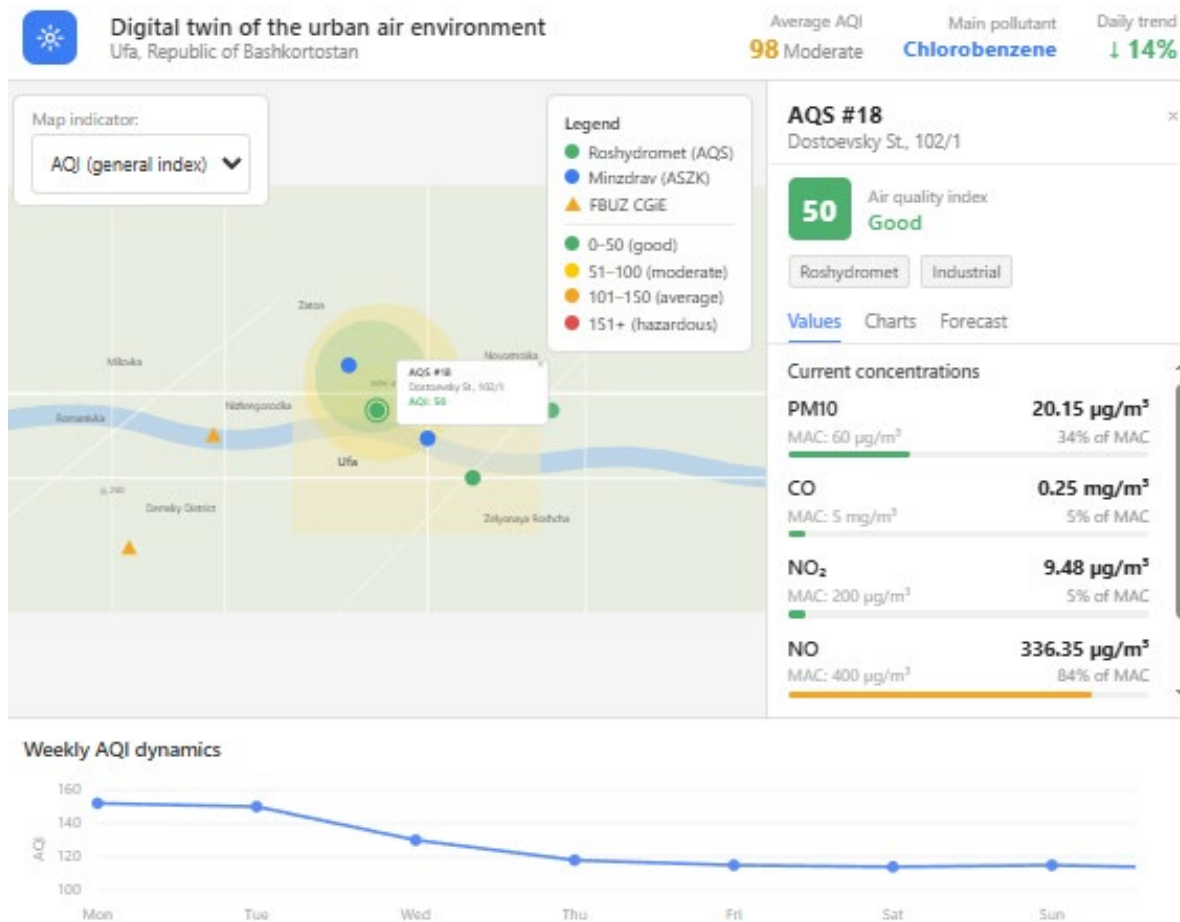 Digital twin of the urban air environment
Ufa, Republic of Bashkortostan
Average AQI
98 Moderate
Main pollutant
Chlorobenzene
Daily trend
↓ 14%
Map indicator:
AQI (general index)
Legend
Roshydromet (AQS)
Minzdrav (ASZK)
FBUZ CGiE
0–50 (good)
51–100 (moderate)
101–150 (average)
151+ (hazardous)
Zaton
Milovka
Novotroika
Romanivka
Nizhegorodka
Ufa
Demsky District
Zelyonaya Roshcha
AQS #18
Dostoevsky St., 102/1
AQI: 50
AQS #18
Dostoevsky St., 102/1
50
Air quality index
Good
Roshydromet
Industrial
Values Charts Forecast
Current concentrations
PM10 20.15 µg/m³
MAC: 60 µg/m³ 34% of MAC
CO 0.25 mg/m³
MAC: 5 mg/m³ 5% of MAC
NO₂ 9.48 µg/m³
MAC: 200 µg/m³ 5% of MAC
NO 336.35 µg/m³
MAC: 400 µg/m³ 84% of MAC
Weekly AQI dynamics
AQI
160
140
120
100
Mon Tue Wed Thu Fri Sat Sun